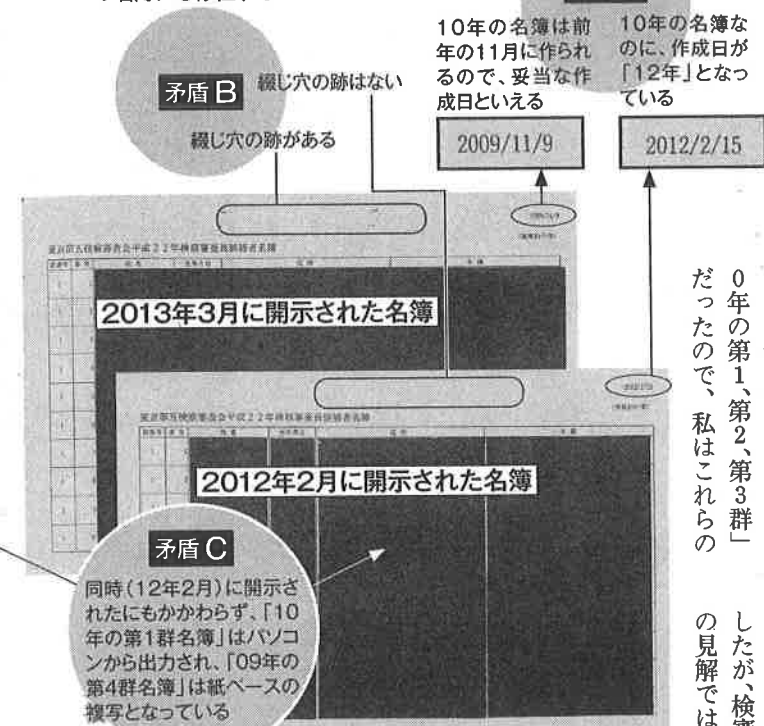 10年の名簿は前
年の11月に作られ
るので、妥当な作
成日といえる
10年の名簿な
のに、作成日が
「12年」となっ
ている
2009/11/9
2012/2/15
矛盾B
綴じ穴の跡はない
綴じ穴の跡がある
2013年3月に開示された名簿
2012年2月に開示された名簿
矛盾C
同時(12年2月)に開示さ
れたにもかかわらず、「10
年の第1群名簿」はパソコ
ンから出力され、「09年の
第4群名簿」は紙ベースの
複写となっている
0年の第1、第2、第3群」
だったので、私はこれらの
したが、検審
の見解では